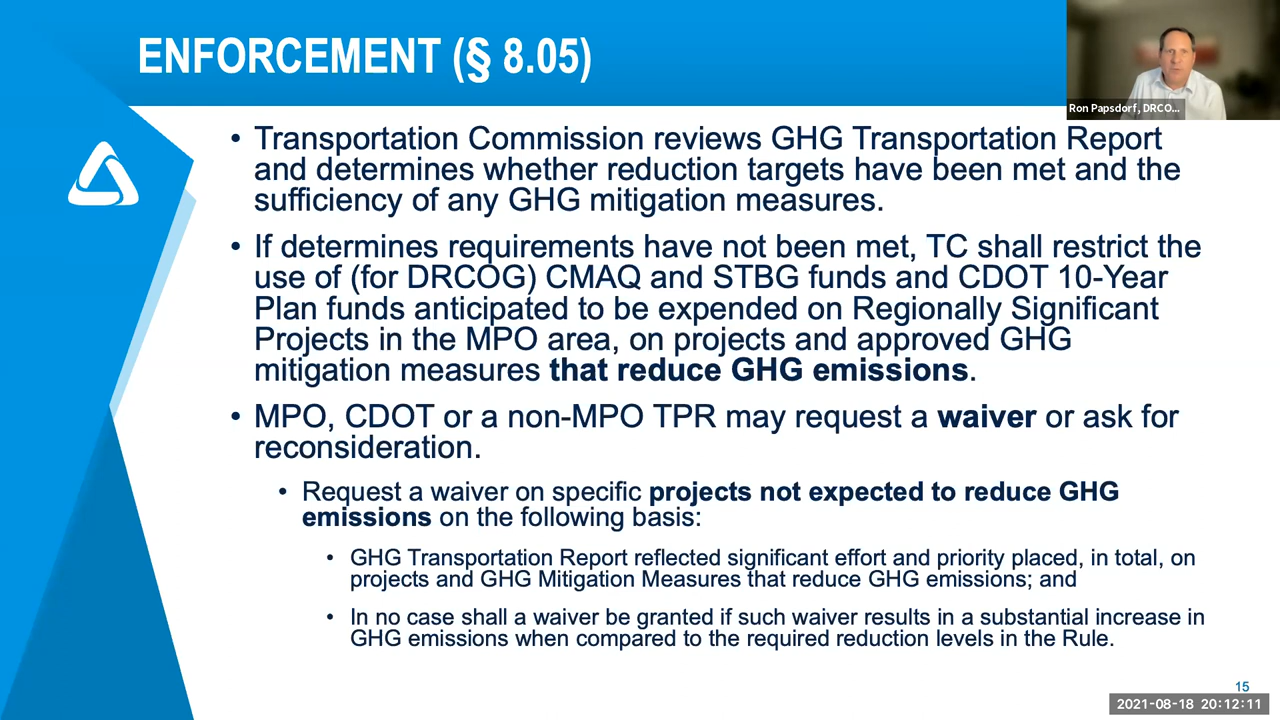 ENFORCEMENT (§ 8.05)
Ron Papsdorf, DRCO...
• Transportation Commission reviews GHG Transportation Report
and determines whether reduction targets have been met and the
sufficiency of any GHG mitigation measures.
• If determines requirements have not been met, TC shall restrict the
use of (for DRCOG) CMAQ and STBG funds and CDOT 10-Year
Plan funds anticipated to be expended on Regionally Significant
Projects in the MPO area, on projects and approved GHG
mitigation measures that reduce GHG emissions.
• MPO, CDOT or a non-MPO TPR may request a waiver or ask for
reconsideration.
• Request a waiver on specific projects not expected to reduce GHG
emissions on the following basis:
• GHG Transportation Report reflected significant effort and priority placed, in total, on
projects and GHG Mitigation Measures that reduce GHG emissions; and
• In no case shall a waiver be granted if such waiver results in a substantial increase in
GHG emissions when compared to the required reduction levels in the Rule.
15
2021-08-18 20:12:11